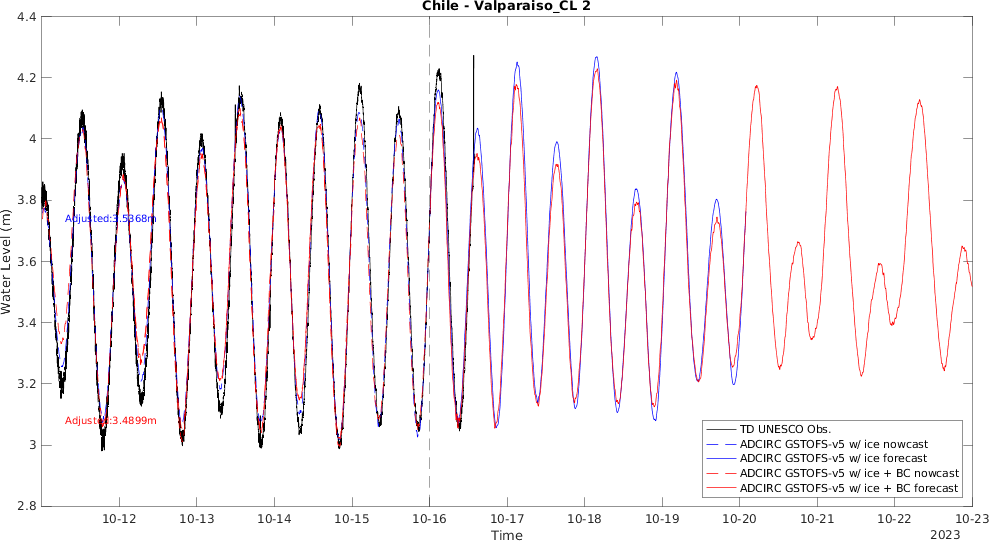 Chile - Valparaiso_CL 2
Water Level (m)
4.4
4.2
4
3.8
3.6
3.4
3.2
3
2.8
Adjusted:3.5368m
Adjusted:3.4899m
TD UNESCO Obs.
ADCIRC GSTOFS-v5 w/ ice nowcast
ADCIRC GSTOFS-v5 w/ ice forecast
ADCIRC GSTOFS-v5 w/ ice + BC nowcast
ADCIRC GSTOFS-v5 w/ ice + BC forecast
10-12 10-13 10-14 10-15 10-16 10-17 10-18 10-19 10-20 10-21 10-22 10-23
Time
2023